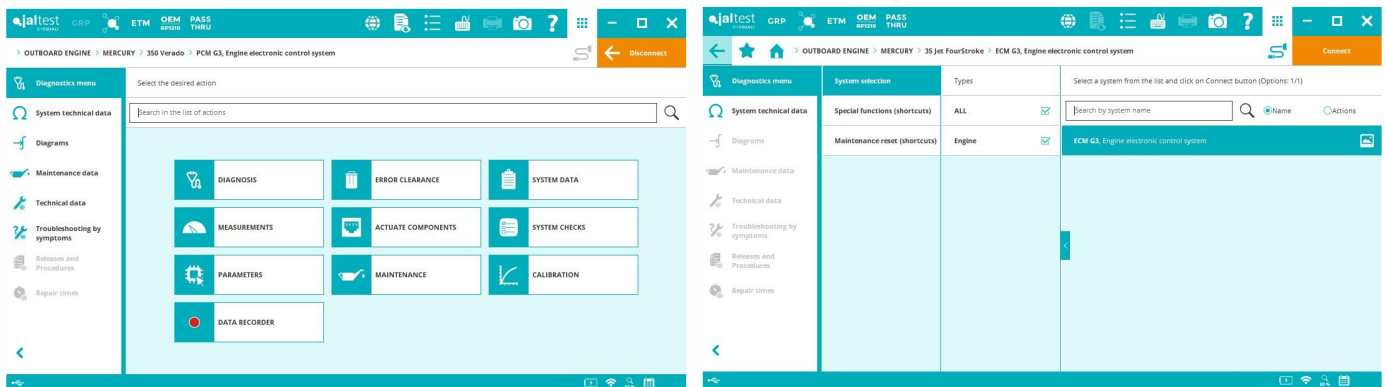 jaltest GRP ETM OEM RP1210 PASS THRU ?
> OUTBOARD ENGINE > MERCURY > 350 Verado > PCM G3, Engine electronic control system
Disconnect
Diagnostics menu
System technical data
Diagrams
Maintenance data
Technical data
Troubleshooting by
symptoms
Releases and
Procedures
Repair times
Select the desired action
Search in the list of actions
DIAGNOSIS
ERROR CLEARANCE
SYSTEM DATA
MEASUREMENTS
ACTUATE COMPONENTS
SYSTEM CHECKS
PARAMETERS
MAINTENANCE
CALIBRATION
DATA RECORDER
jaltest GRP ETM OEM RP1210 PASS THRU ?
> OUTBOARD ENGINE > MERCURY > 35 Jet FourStroke > ECM G3, Engine electronic control system
Connect
Diagnostics menu
System technical data
Diagrams
Maintenance data
Technical data
Troubleshooting by
symptoms
Releases and
Procedures
Repair times
System selection
Special functions (shortcuts)
Maintenance reset (shortcuts)
Types
ALL
Engine
Select a system from the list and click on Connect button (Options: 1/1)
Search by system name
Name
Actions
ECM G3, Engine electronic control system